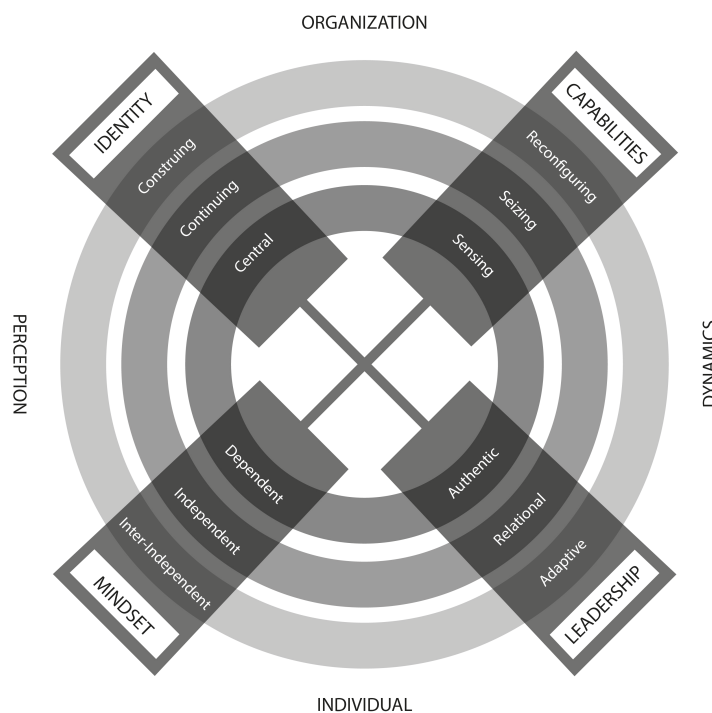 ORGANIZATION
IDENTITY
Construing
Continuing
Central
CAPABILITIES
Reconfiguring
Seizing
Sensing
PERCEPTION
DYNAMICS
Dependent
Independent
Inter-Independent
MINDSET
Authentic
Relational
Adaptive
LEADERSHIP
INDIVIDUAL